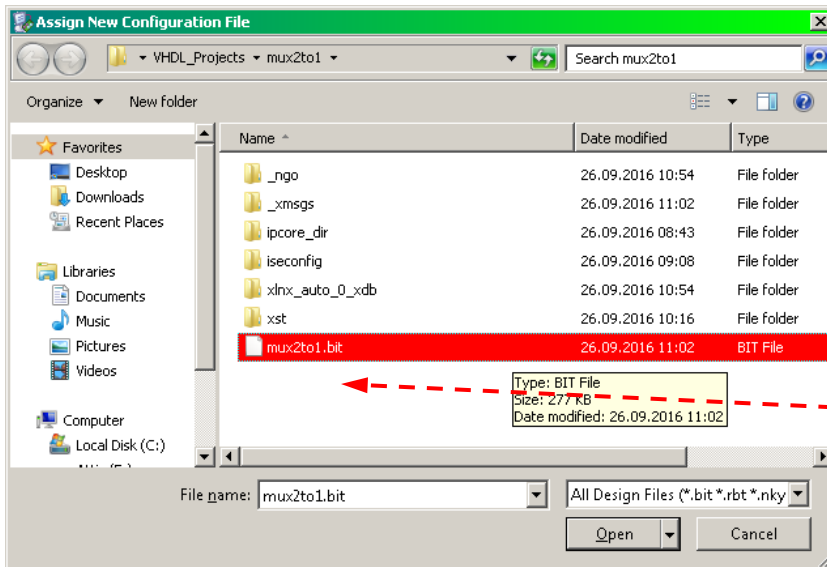 Assign New Configuration File
VHDL_Projects mux2to1
Search mux2to1
Organize New folder
Name Date modified Type
Favorites
Desktop
Downloads
Recent Places
Libraries
Documents
Music
Pictures
Videos
Computer
Local Disk (C:)
_ngo 26.09.2016 10:54 File folder
_xmsgs 26.09.2016 11:02 File folder
ipcore_dir 26.09.2016 08:43 File folder
iseconfig 26.09.2016 09:08 File folder
xlnx_auto_0_xdb 26.09.2016 10:54 File folder
xst 26.09.2016 10:16 File folder
mux2to1.bit 26.09.2016 11:02 BIT File
Type: BIT File
Size: 277 KB
Date modified: 26.09.2016 11:02
File name: mux2to1.bit All Design Files (*.bit *.rbt *.nky
Open Cancel